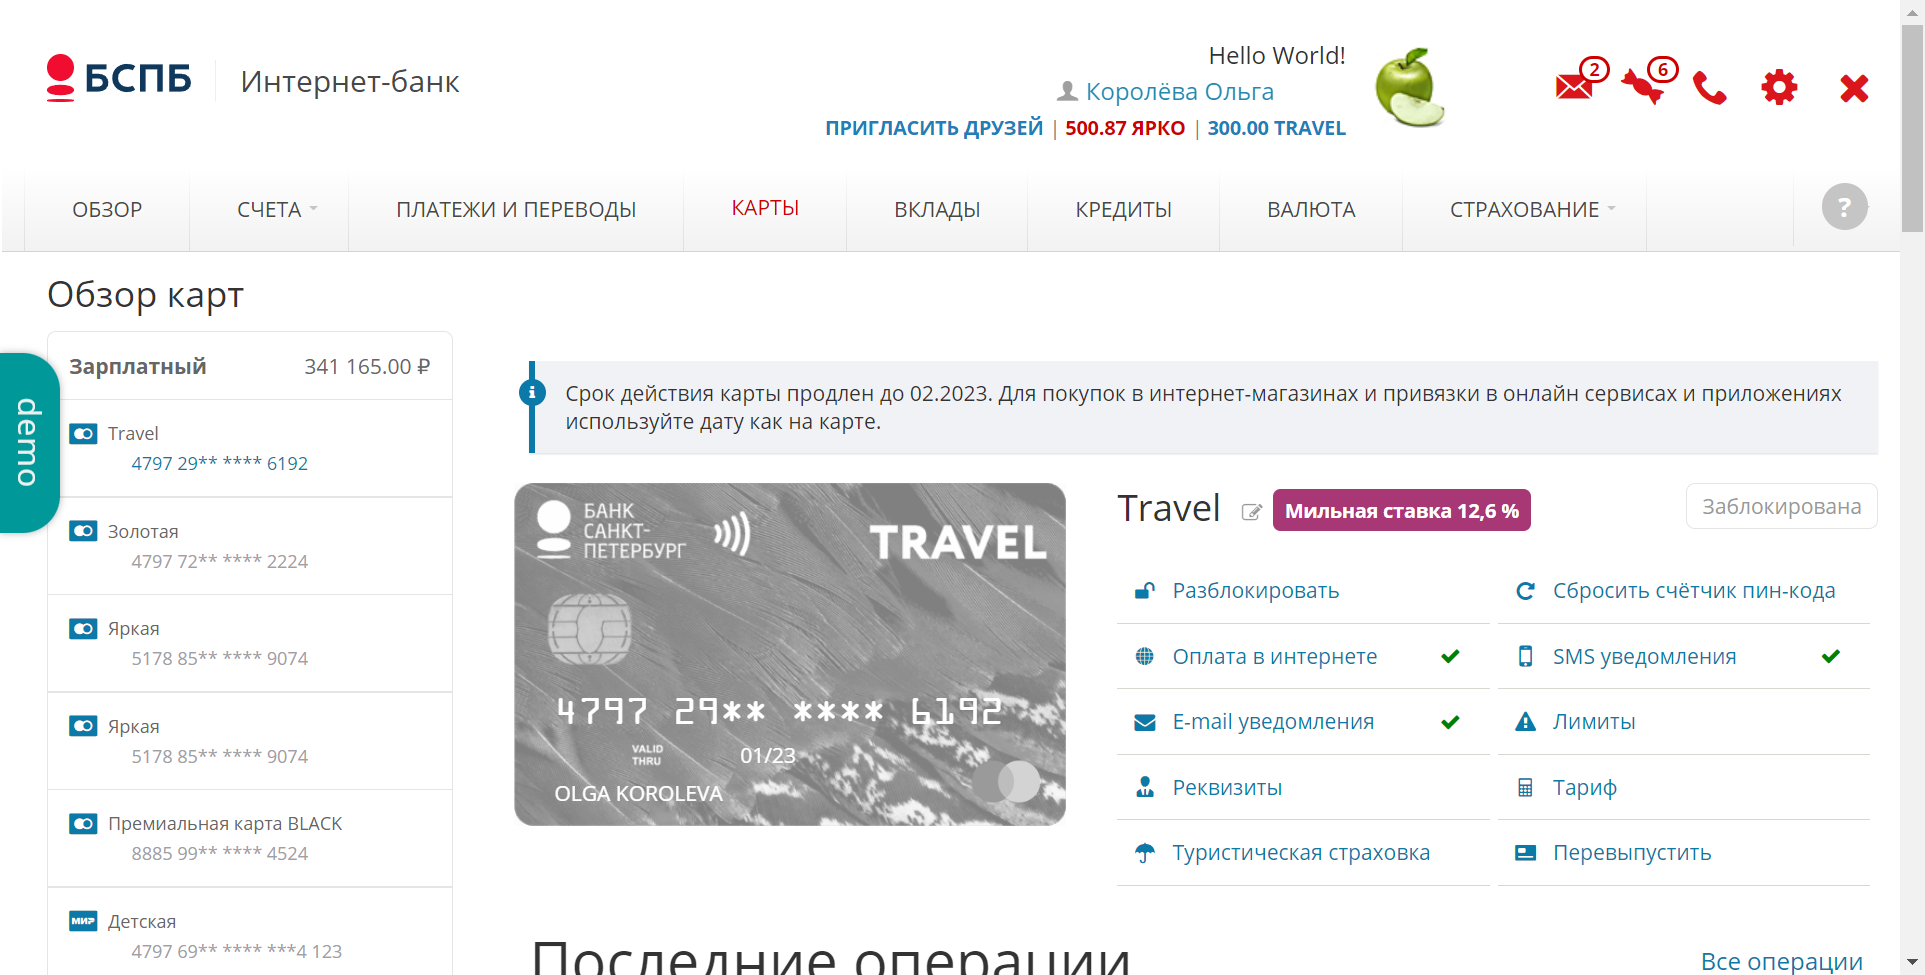 БСПБ
Интернет-банк
Hello World!
Королёва Ольга
ПРИГЛАСИТЬ ДРУЗЕЙ | 500.87 ЯРКО | 300.00 TRAVEL
2
6
ОБЗОР
СЧЕТА
ПЛАТЕЖИ И ПЕРЕВОДЫ
КАРТЫ
ВКЛАДЫ
КРЕДИТЫ
ВАЛЮТА
СТРАХОВАНИЕ
?
Обзор карт
demo
Зарплатный 341 165.00 ₽
Travel
4797 29** **** 6192
Золотая
4797 72** **** 2224
Яркая
5178 85** **** 9074
Яркая
5178 85** **** 9074
Премиальная карта BLACK
8885 99** **** 4524
МИР Детская
4797 69** **** ***4 123
Срок действия карты продлен до 02.2023. Для покупок в интернет-магазинах и привязки в онлайн сервисах и приложениях
используйте дату как на карте.
БАНК
САНКТ-
ПЕТЕРБУРГ
TRAVEL
4797 29** **** 6192
VALID
THRU
01/23
OLGA KOROLEVA
Travel
Мильная ставка 12,6 %
Заблокирована
Разблокировать
Сбросить счётчик пин-кода
Оплата в интернете
SMS уведомления
E-mail уведомления
Лимиты
Реквизиты
Тариф
Туристическая страховка
Перевыпустить
Последние операции
Все операции